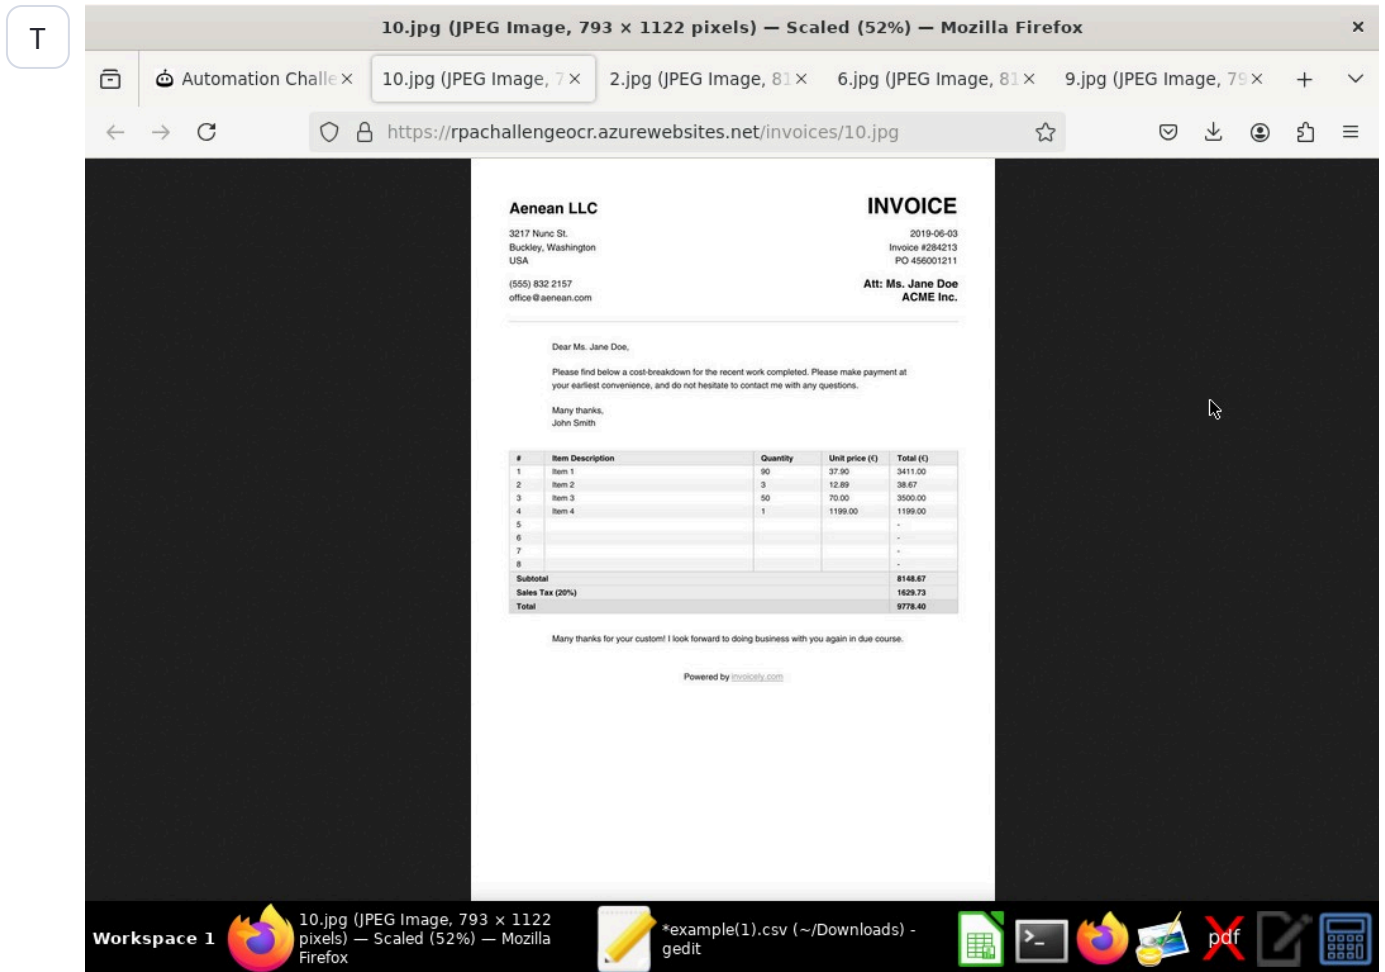 T
10.jpg (JPEG Image, 793 × 1122 pixels) — Scaled (52%) — Mozilla Firefox
Automation Challe
10.jpg (JPEG Image, 7
2.jpg (JPEG Image, 81
6.jpg (JPEG Image, 81
9.jpg (JPEG Image, 79
https://rpachallengeocr.azurewebsites.net/invoices/10.jpg
Aenean LLC INVOICE
3217 Nunc St. 2019-06-03
Buckley, Washington Invoice #284213
USA PO 456001211
(555) 832 2157 Att: Ms. Jane Doe
office@aenean.com ACME Inc.
Dear Ms. Jane Doe,
Please find below a cost-breakdown for the recent work completed. Please make payment at
your earliest convenience, and do not hesitate to contact me with any questions.
Many thanks,
John Smith
# Item Description Quantity Unit price (€) Total (€)
1 Item 1 90 37.90 3411.00
2 Item 2 3 12.89 38.67
3 Item 3 50 70.00 3500.00
4 Item 4 1 1199.00 1199.00
5 -
6 -
7 -
8 -
Subtotal 8148.67
Sales Tax (20%) 1629.73
Total 9778.40
Many thanks for your custom! I look forward to doing business with you again in due course.
Powered by invoicely.com
Workspace 1
10.jpg (JPEG Image, 793 × 1122
pixels) — Scaled (52%) — Mozilla
Firefox
*example(1).csv (~/Downloads) -
gedit
pdf